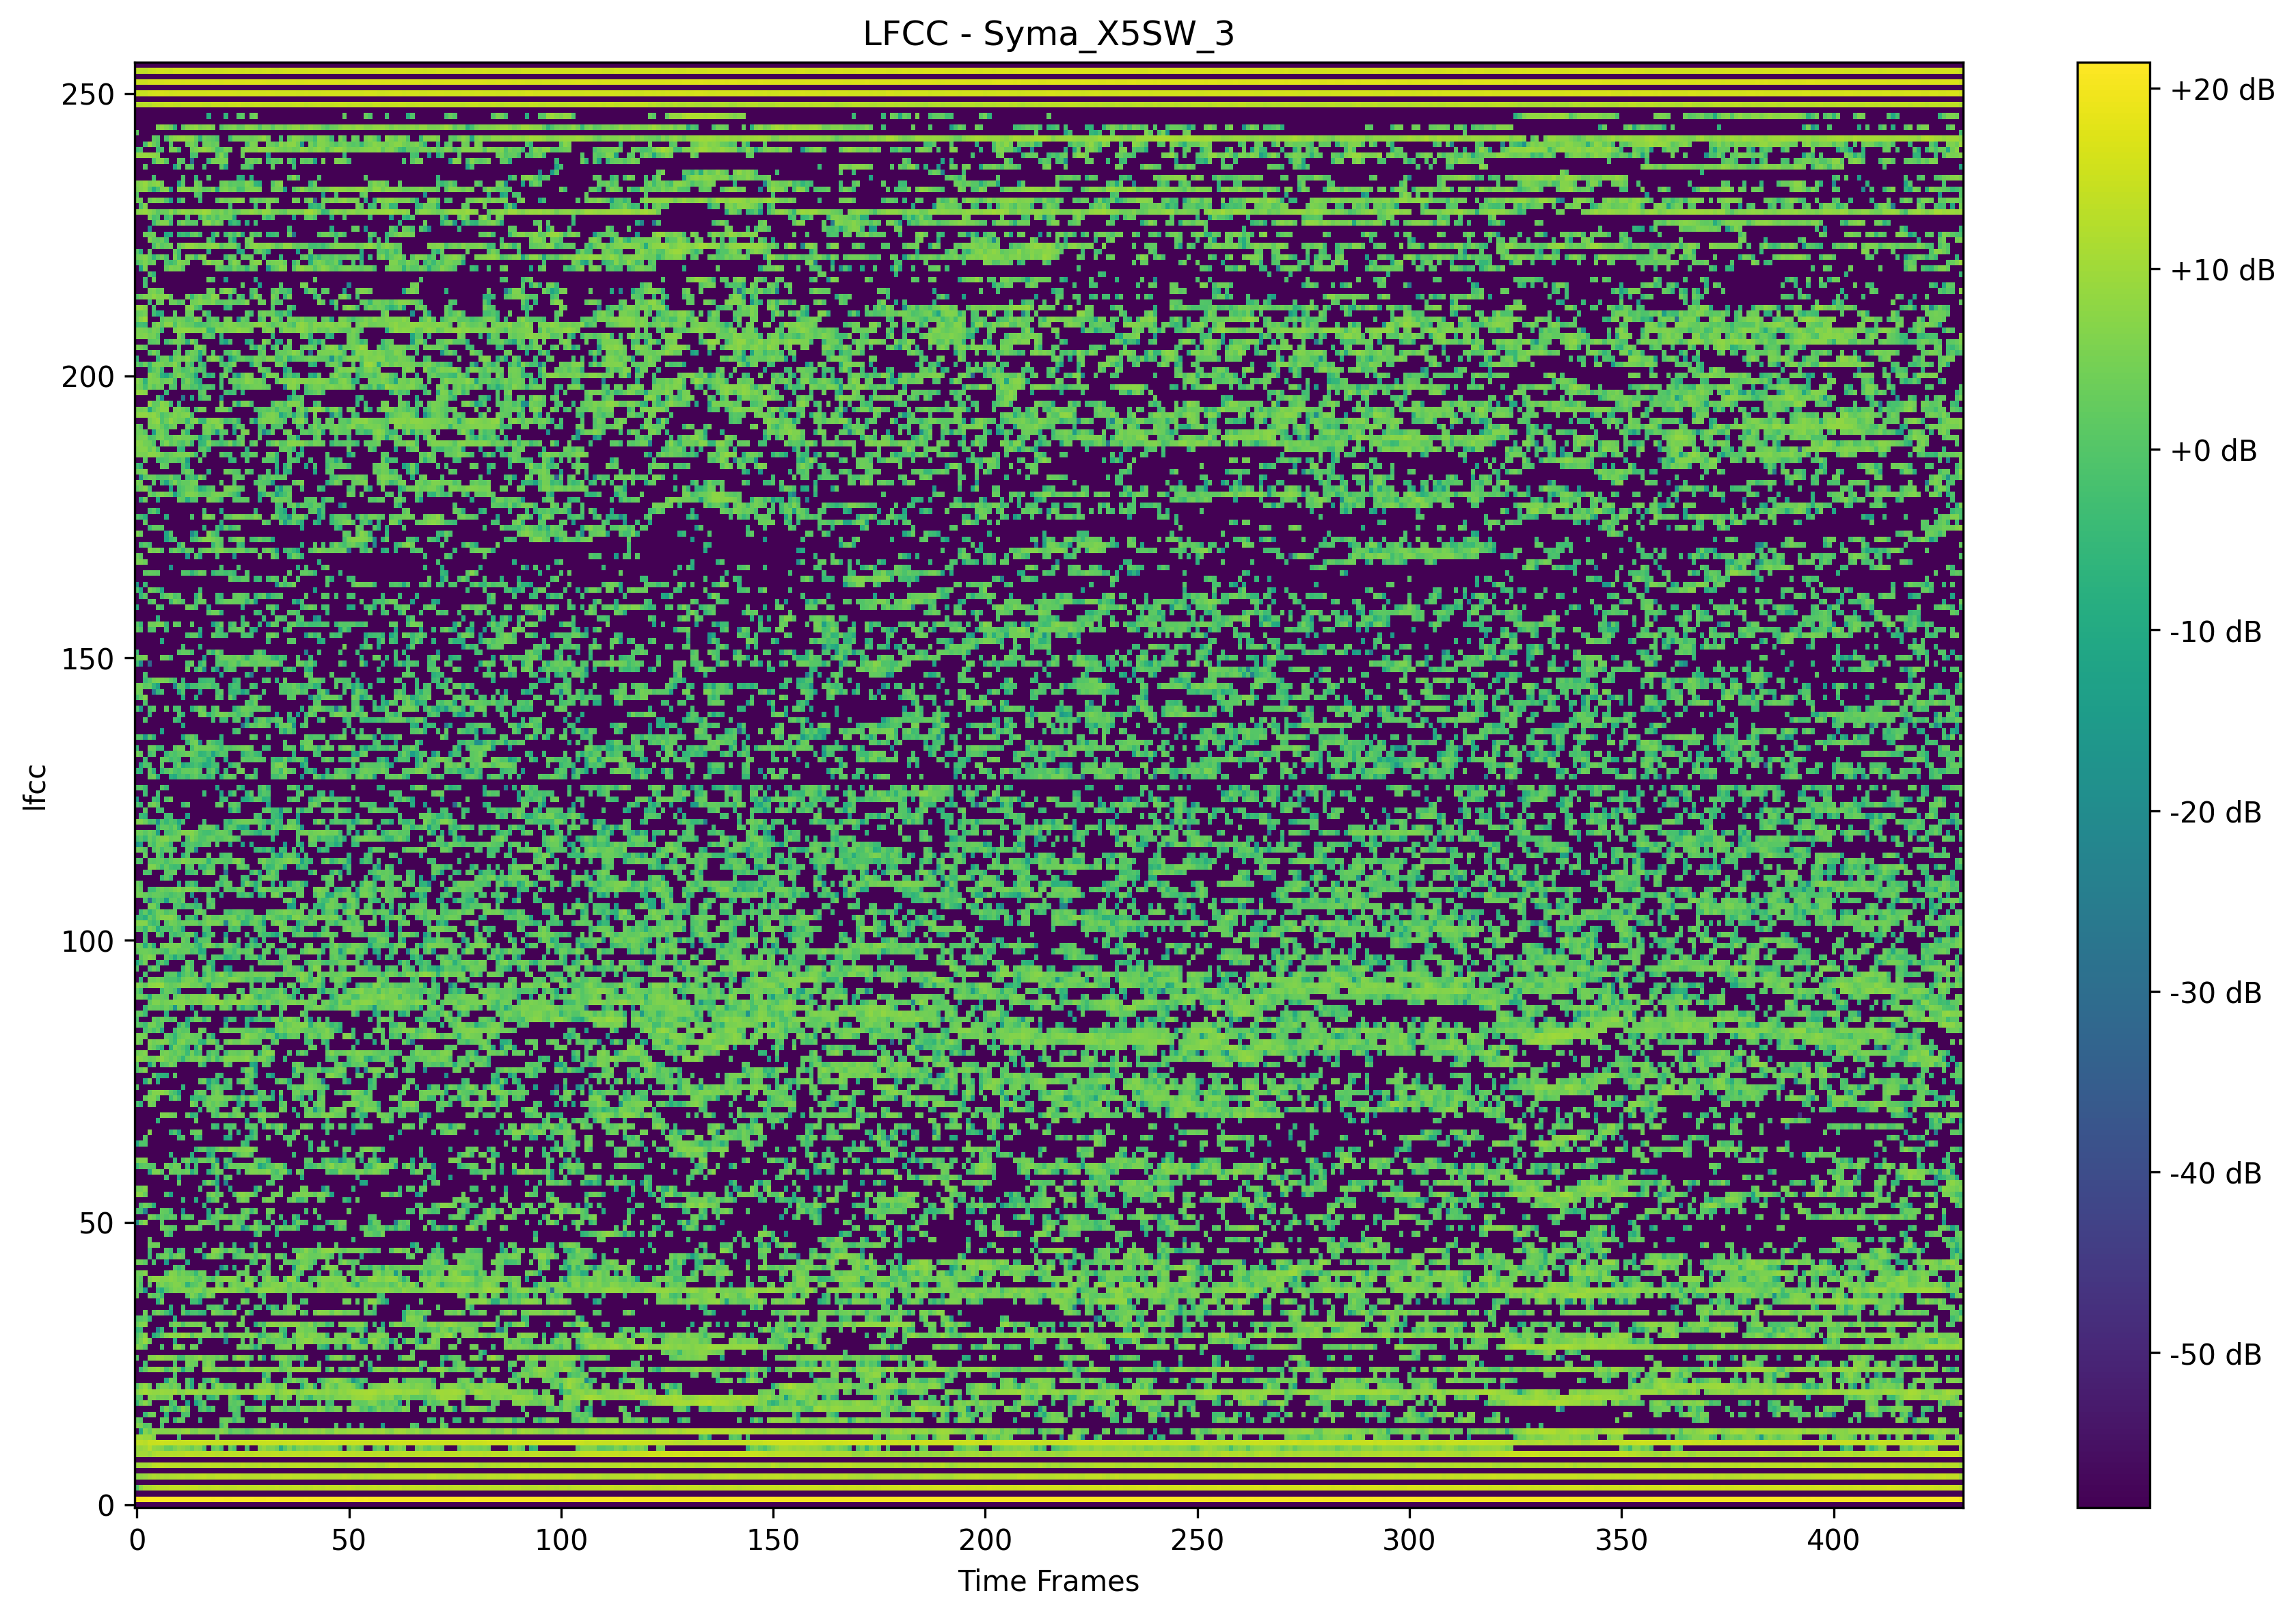 LFCC - Syma_X5SW_3
250
200
150
100
50
0
lfcc
0 50 100 150 200 250 300 350 400
Time Frames
+20 dB
+10 dB
+0 dB
-10 dB
-20 dB
-30 dB
-40 dB
-50 dB